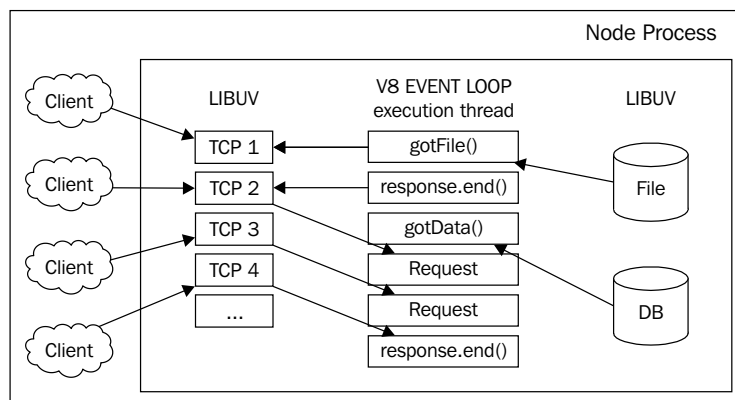 Node Process
Client
Client
Client
Client
LIBUV
TCP 1
TCP 2
TCP 3
TCP 4
...
V8 EVENT LOOP
execution thread
gotFile()
response.end()
gotData()
Request
Request
response.end()
LIBUV
File
DB